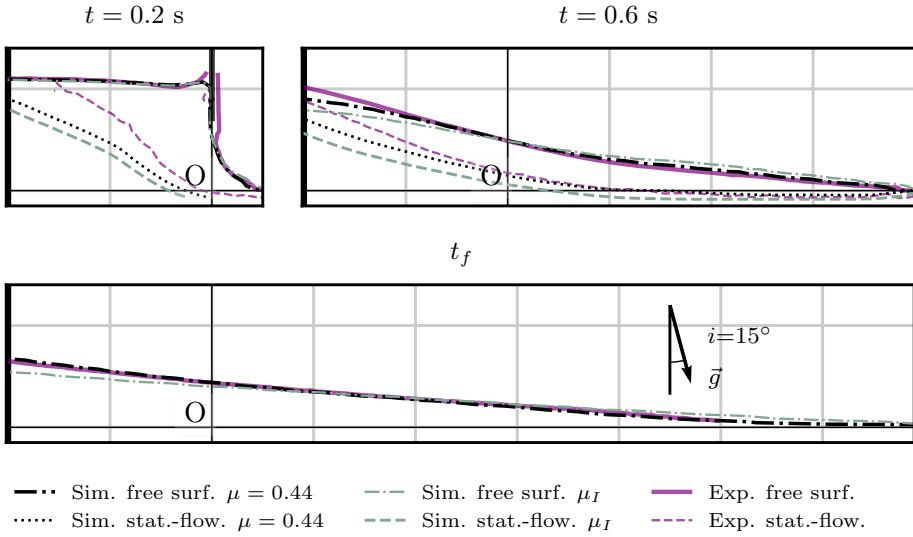 t = 0.2 s
t = 0.6 s
O
O
t_f
i=15°
g⃗
O
Sim. free surf. μ = 0.44
Sim. free surf. μ_I
Exp. free surf.
Sim. stat.-flow. μ = 0.44
Sim. stat.-flow. μ_I
Exp. stat.-flow.